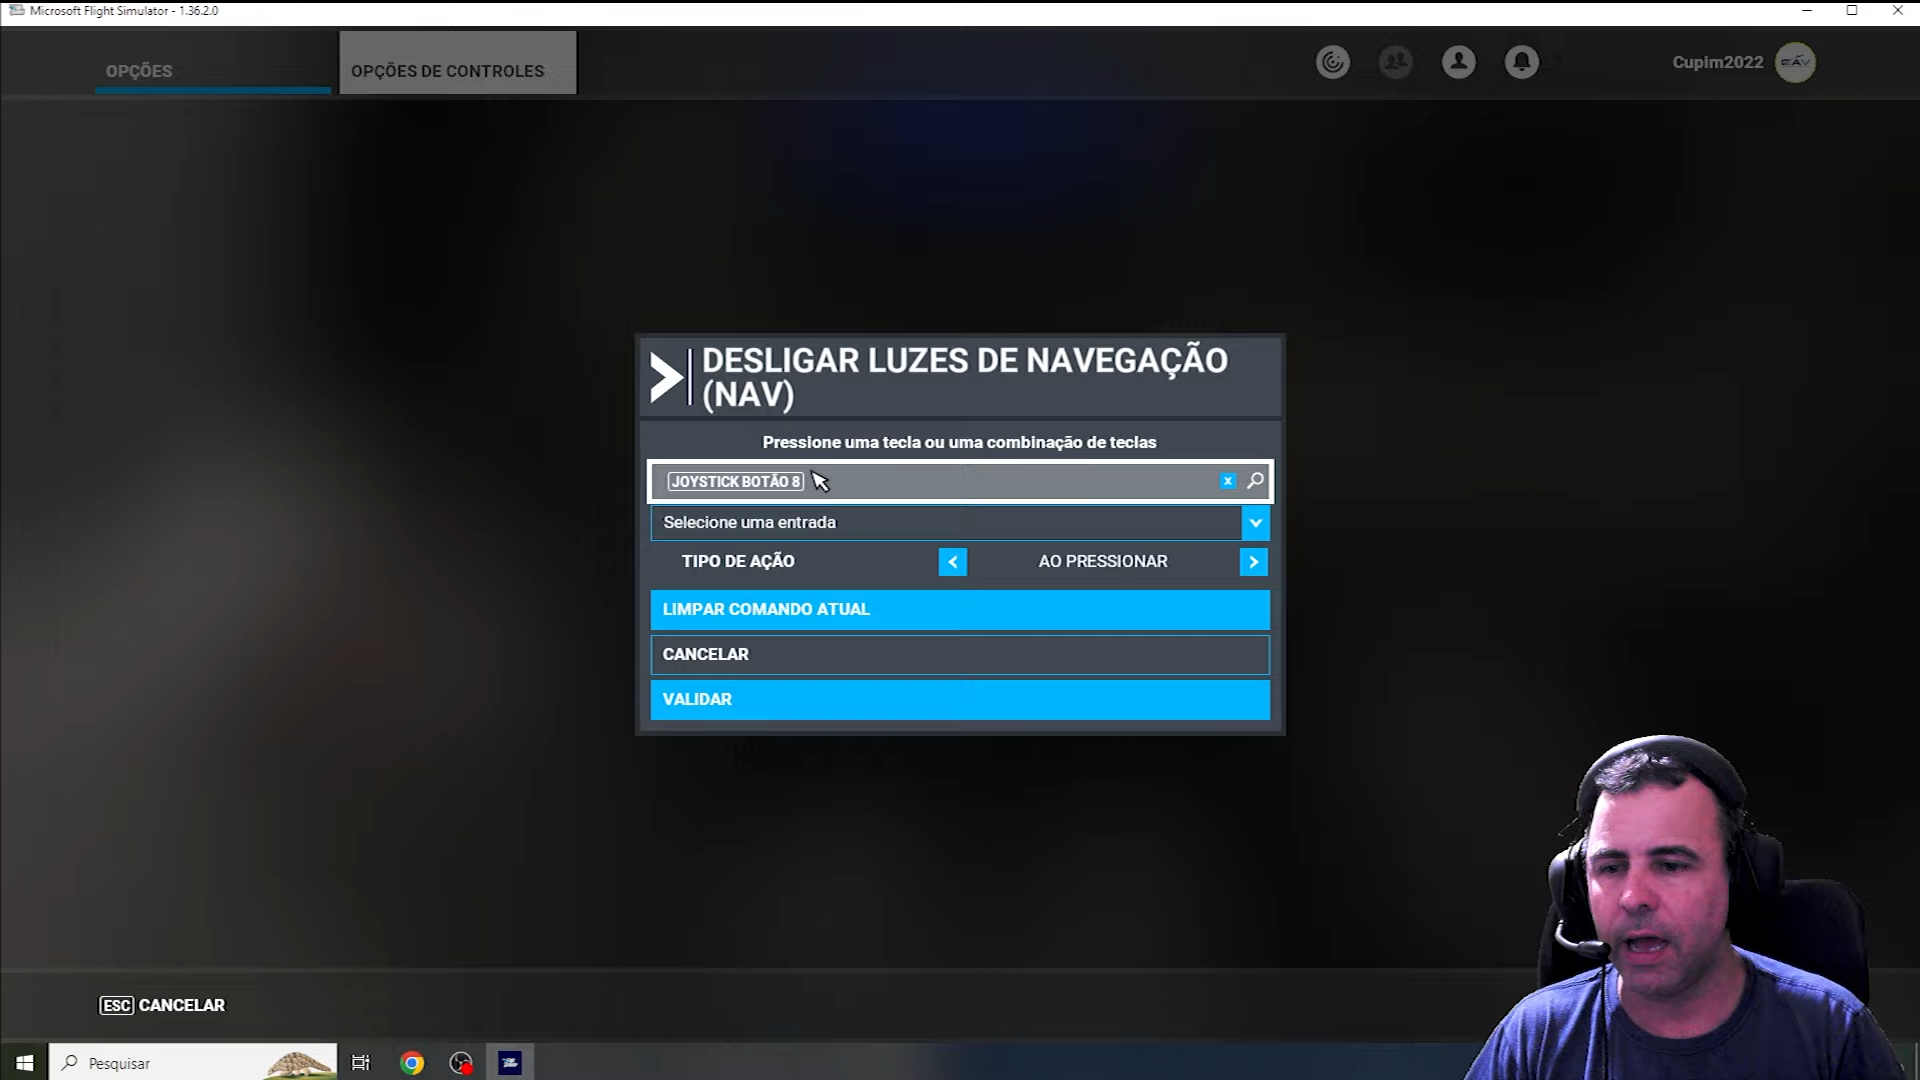 Microsoft Flight Simulator - 1.36.2.0
OPÇÕES
OPÇÕES DE CONTROLES
Cupim2022
DESLIGAR LUZES DE NAVEGAÇÃO
(NAV)
Pressione uma tecla ou uma combinação de teclas
JOYSTICK BOTÃO 8
Selecione uma entrada
TIPO DE AÇÃO
AO PRESSIONAR
LIMPAR COMANDO ATUAL
CANCELAR
VALIDAR
ESC CANCELAR
Pesquisar